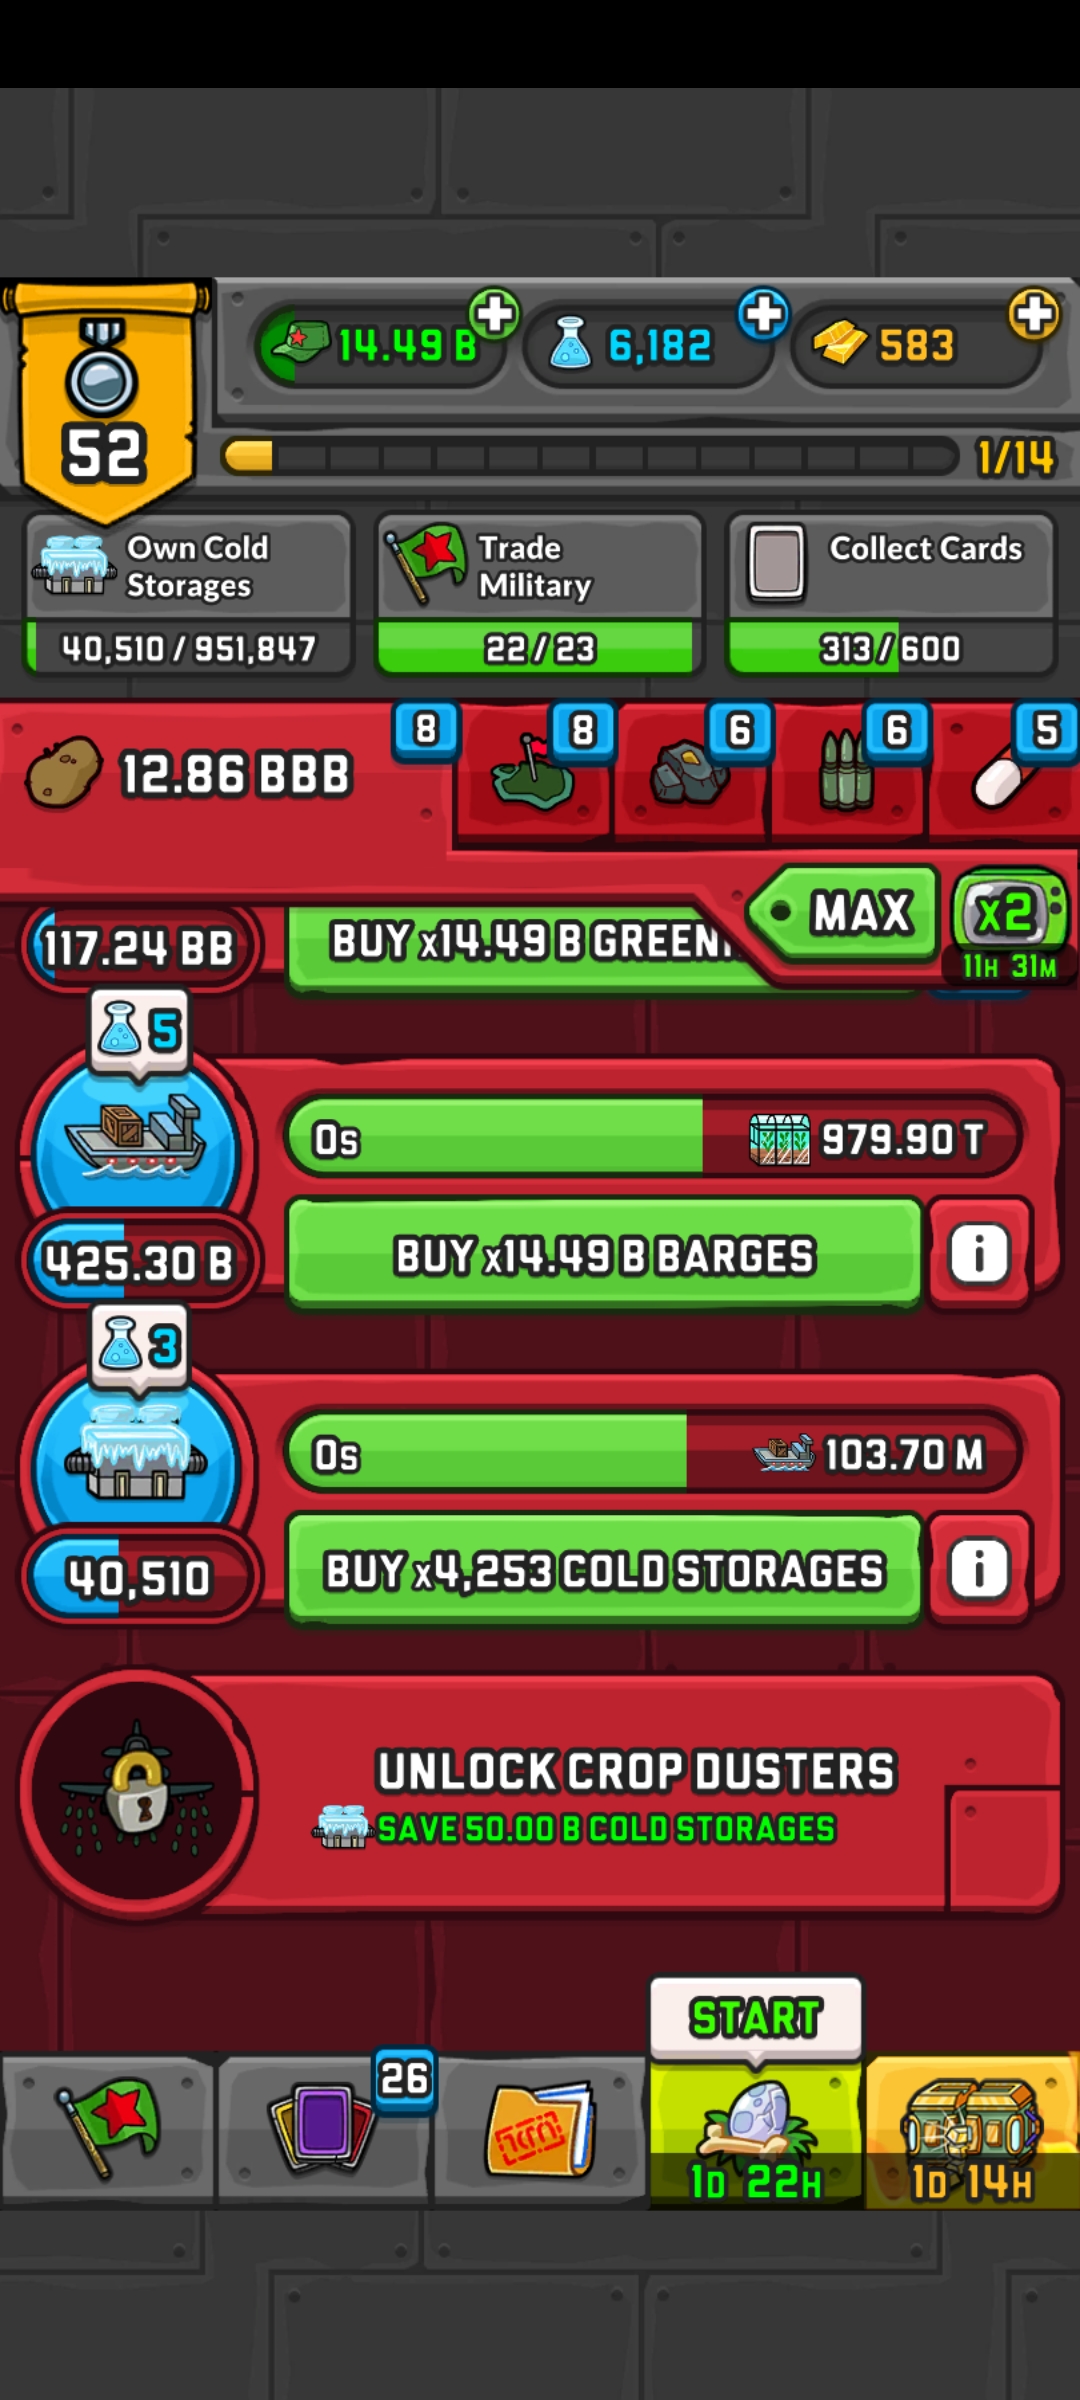 14.49 B
6,182
583
52
1/14
Own Cold
Storages
40,510 / 951,847
Trade
Military
22/23
Collect Cards
313/600
12.86 BBB
8
8
6
6
5
MAX
x2
11H 31M
117.24 BB
BUY x14.49 B GREEN
5
0s
979.90 T
425.30 B
BUY x14.49 B BARGES
i
3
0s
103.70 M
40,510
BUY x4,253 COLD STORAGES
i
UNLOCK CROP DUSTERS
SAVE 50.00 B COLD STORAGES
START
26
1D 22H
1D 14H